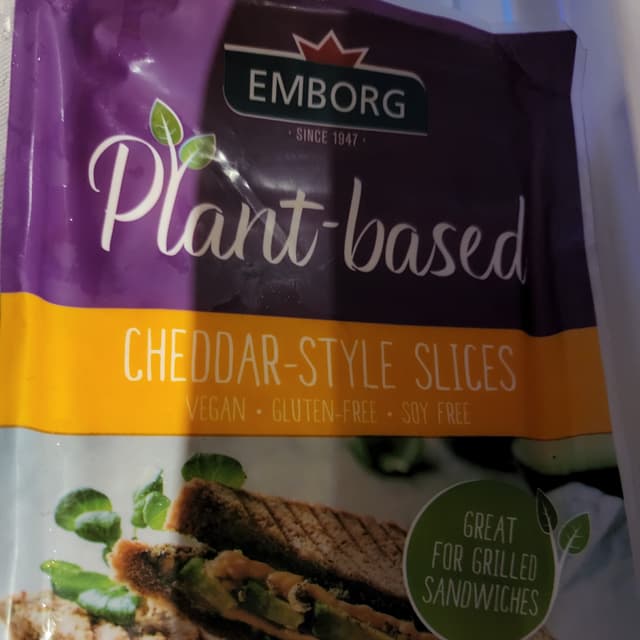 EMBORG
· SINCE 1947 ·
Plant-based
CHEDDAR-STYLE SLICES
VEGAN • GLUTEN-FREE • SOY FREE
GREAT
FOR GRILLED
SANDWICHES